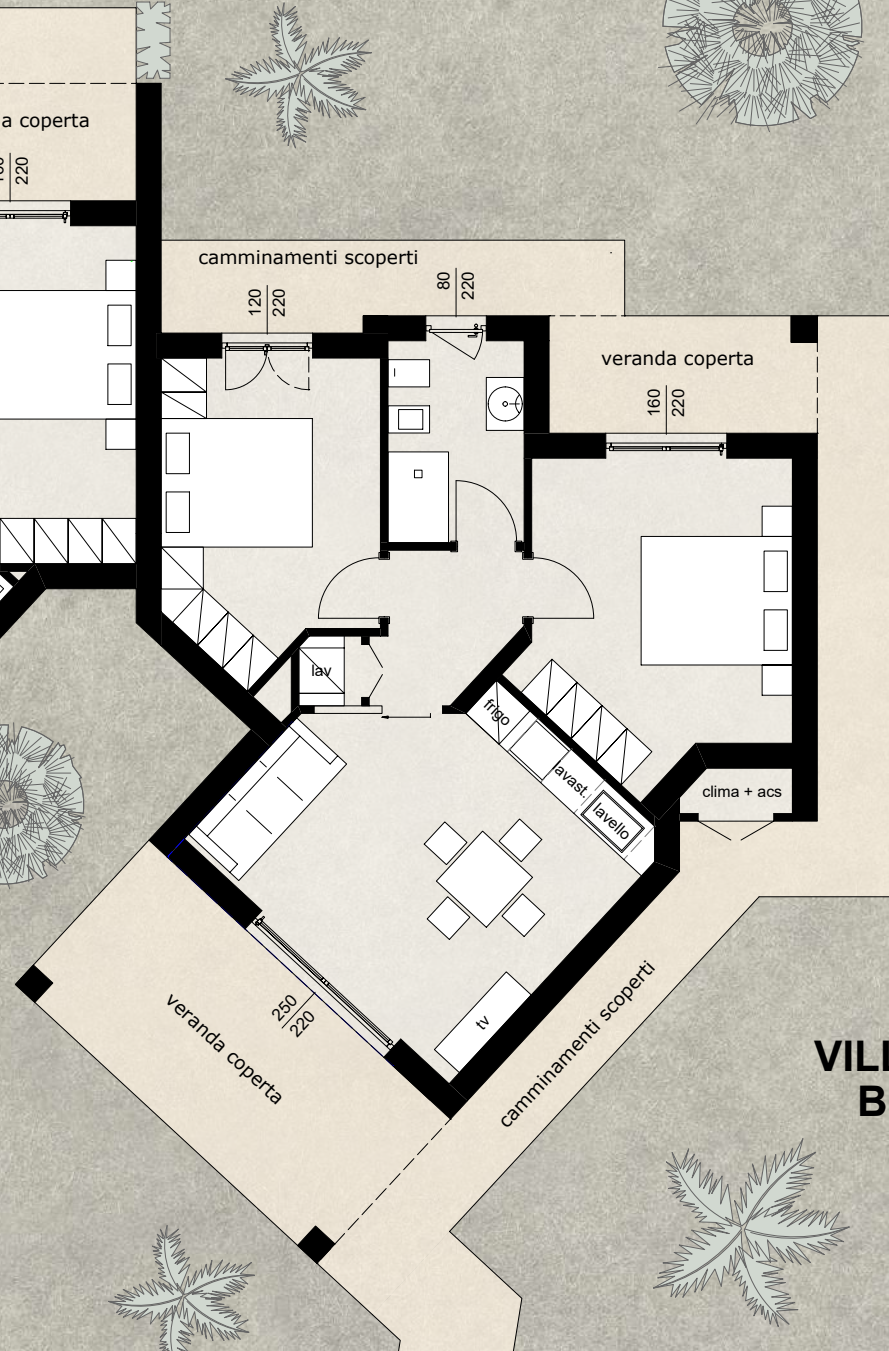 a coperta
220
camminamenti scoperti
120
220
80
220
veranda coperta
160
220
lav
frigo
avast.
lavello
clima + acs
250
220
veranda coperta
tv
camminamenti scoperti
B